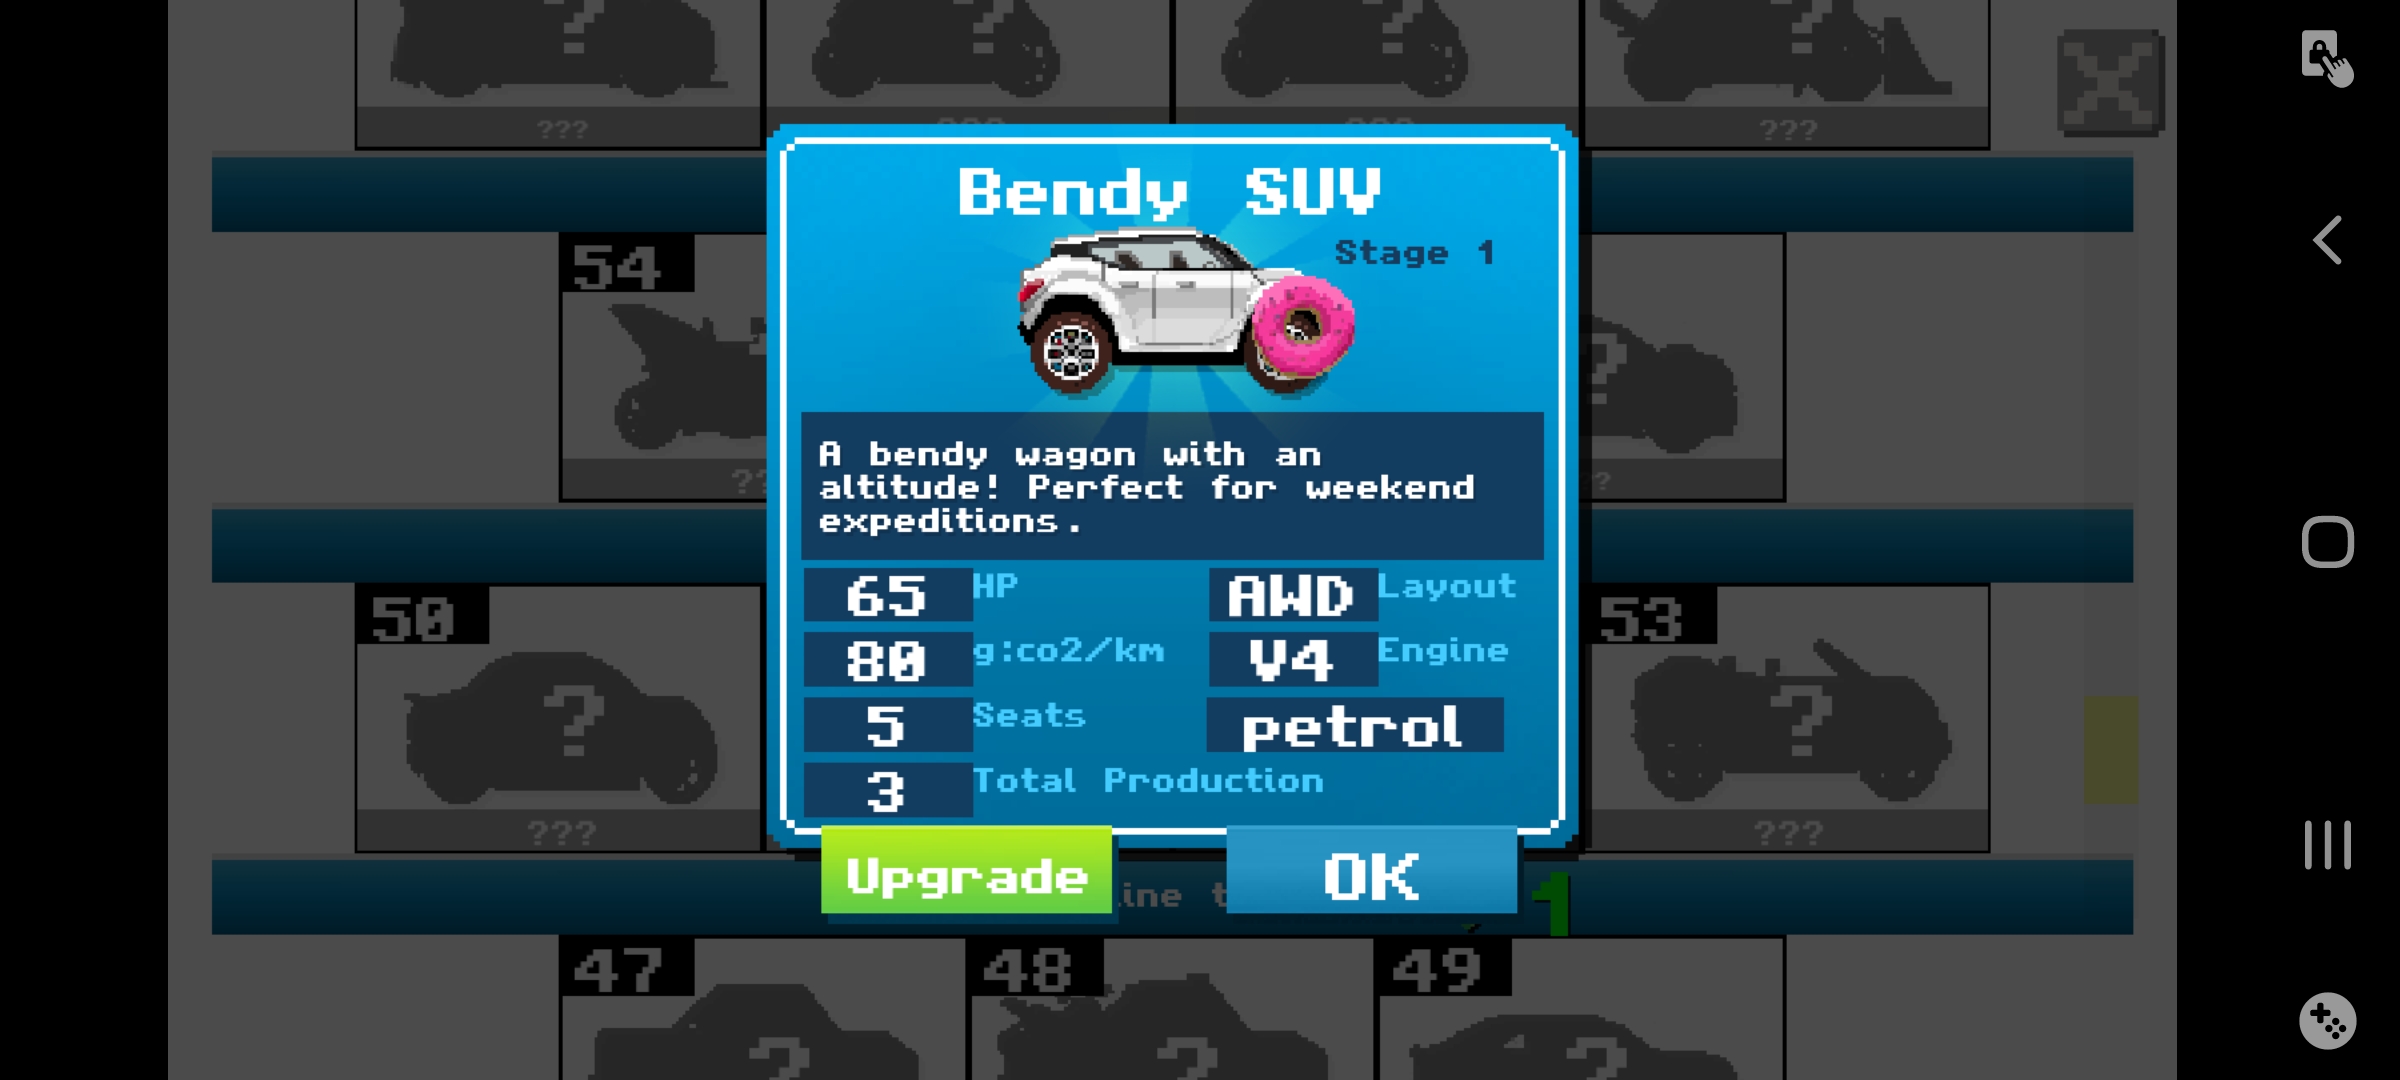 ?
?
?
?
???
???
???
???
Bendy SUV
Stage 1
54
?
A bendy wagon with an
altitude! Perfect for weekend
expeditions.
65 HP
AWD Layout
80 g:co2/km
V4 Engine
5 Seats
petrol
3 Total Production
50
?
???
53
?
???
Upgrade
OK
1
47
?
48
?
49
?